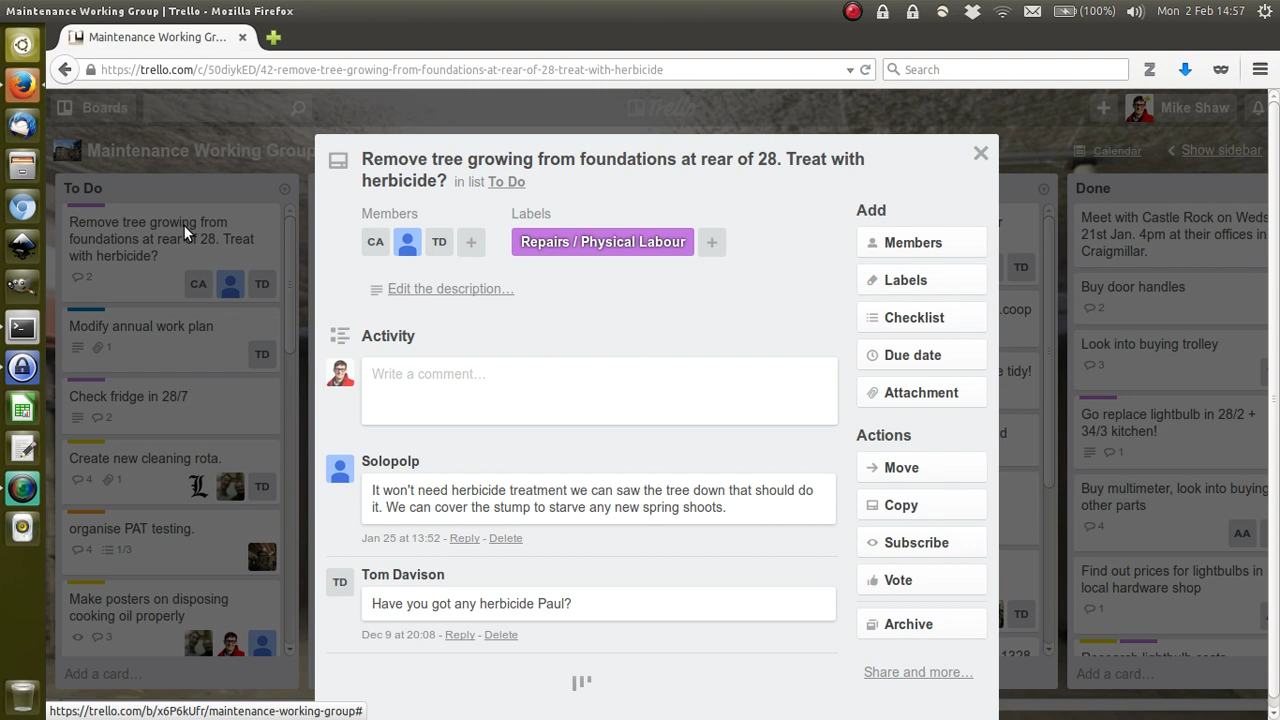 Maintenance Working Group | Trello - Mozilla Firefox
(100%)
Mon 2 Feb 14:57
Maintenance Working Gr...
https://trello.com/c/50diykED/42-remove-tree-growing-from-foundations-at-rear-of-28-treat-with-herbicide
Search
Boards
Trello
Mike Shaw
Maintenance Working Group
Calendar
Show sidebar
To Do
Remove tree growing from
foundations at rear of 28. Treat
with herbicide?
2
CA
TD
Modify annual work plan
1
TD
Check fridge in 28/7
2
Create new cleaning rota.
4
1
L
TD
organise PAT testing.
4
1/3
Make posters on disposing
cooking oil properly
3
Add a card...
Remove tree growing from foundations at rear of 28. Treat with
herbicide? in list To Do
Members
CA
TD
Labels
Repairs / Physical Labour
Edit the description...
Activity
Write a comment...
Solopolp
It won't need herbicide treatment we can saw the tree down that should do
it. We can cover the stump to starve any new spring shoots.
Jan 25 at 13:52 - Reply - Delete
TD
Tom Davison
Have you got any herbicide Paul?
Dec 9 at 20:08 - Reply - Delete
Add
Members
Labels
Checklist
Due date
Attachment
Actions
Move
Copy
Subscribe
Vote
Archive
Share and more...
TD
.coop
e tidy!
d
TD
1328
Done
Meet with Castle Rock on Weds
21st Jan. 4pm at their offices in
Craigmillar.
Buy door handles
2
Look into buying trolley
3
Go replace lightbulb in 28/2 +
34/3 kitchen!
1
Buy multimeter, look into buying
other parts
4
AA
Find out prices for lightbulbs in
local hardware shop
1
Research lightbulb costs
Add a card...
https://trello.com/b/x6P6kUfr/maintenance-working-group#